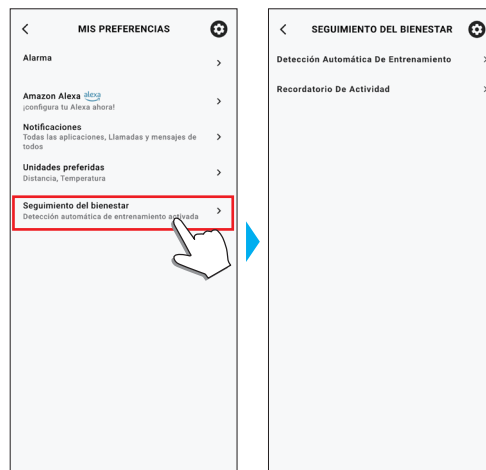 MIS PREFERENCIAS
Alarma
Amazon Alexa alexa
¡configura tu Alexa ahora!
Notificaciones
Todas las aplicaciones, Llamadas y mensajes de
todos
Unidades preferidas
Distancia, Temperatura
Seguimiento del bienestar
Detección automática de entrenamiento activada
SEGUIMIENTO DEL BIENESTAR
Detección Automática De Entrenamiento
Recordatorio De Actividad